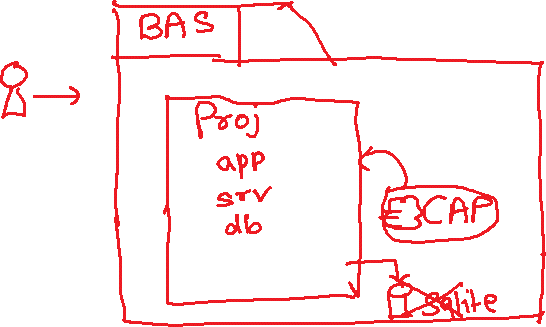 BAS
Proj
app
srv
db
CAP
Sqlite